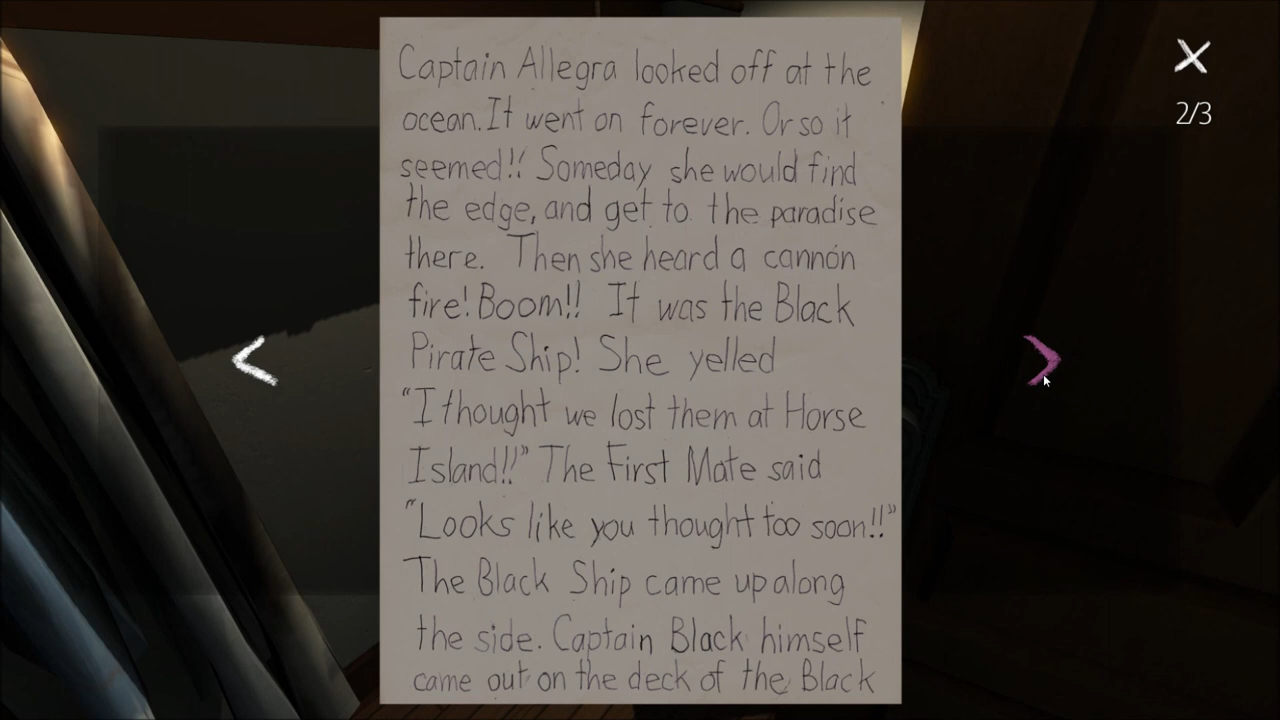 Captain Allegra looked off at the
ocean. It went on forever. Or so it
seemed!! Someday she would find
the edge, and get to the paradise
there. Then she heard a cannon
fire! Boom!! It was the Black
Pirate Ship! She yelled
"I thought we lost them at Horse
Island!!" The First Mate said
"Looks like you thought too soon!!"
The Black Ship came up along
the side. Captain Black himself
came out on the deck of the Black
2/3